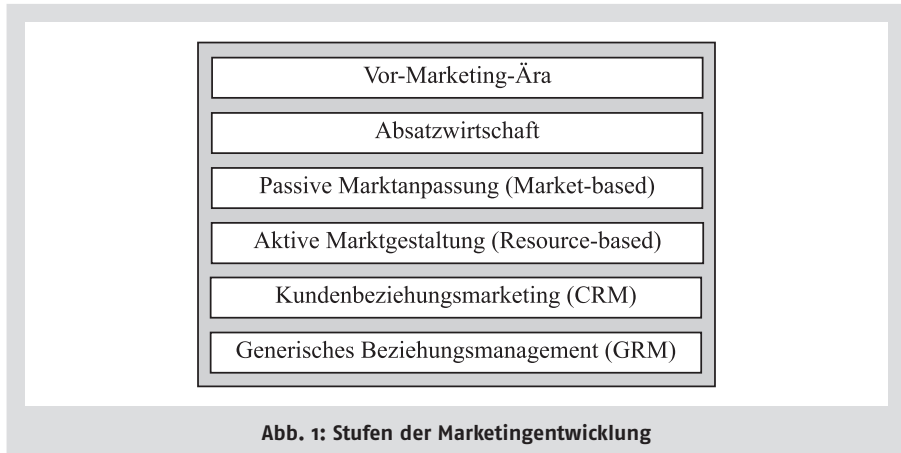 Vor-Marketing-Ära
Absatzwirtschaft
Passive Marktanpassung (Market-based)
Aktive Marktgestaltung (Resource-based)
Kundenbeziehungsmarketing (CRM)
Generisches Beziehungsmanagement (GRM)
Abb. 1: Stufen der Marketingentwicklung